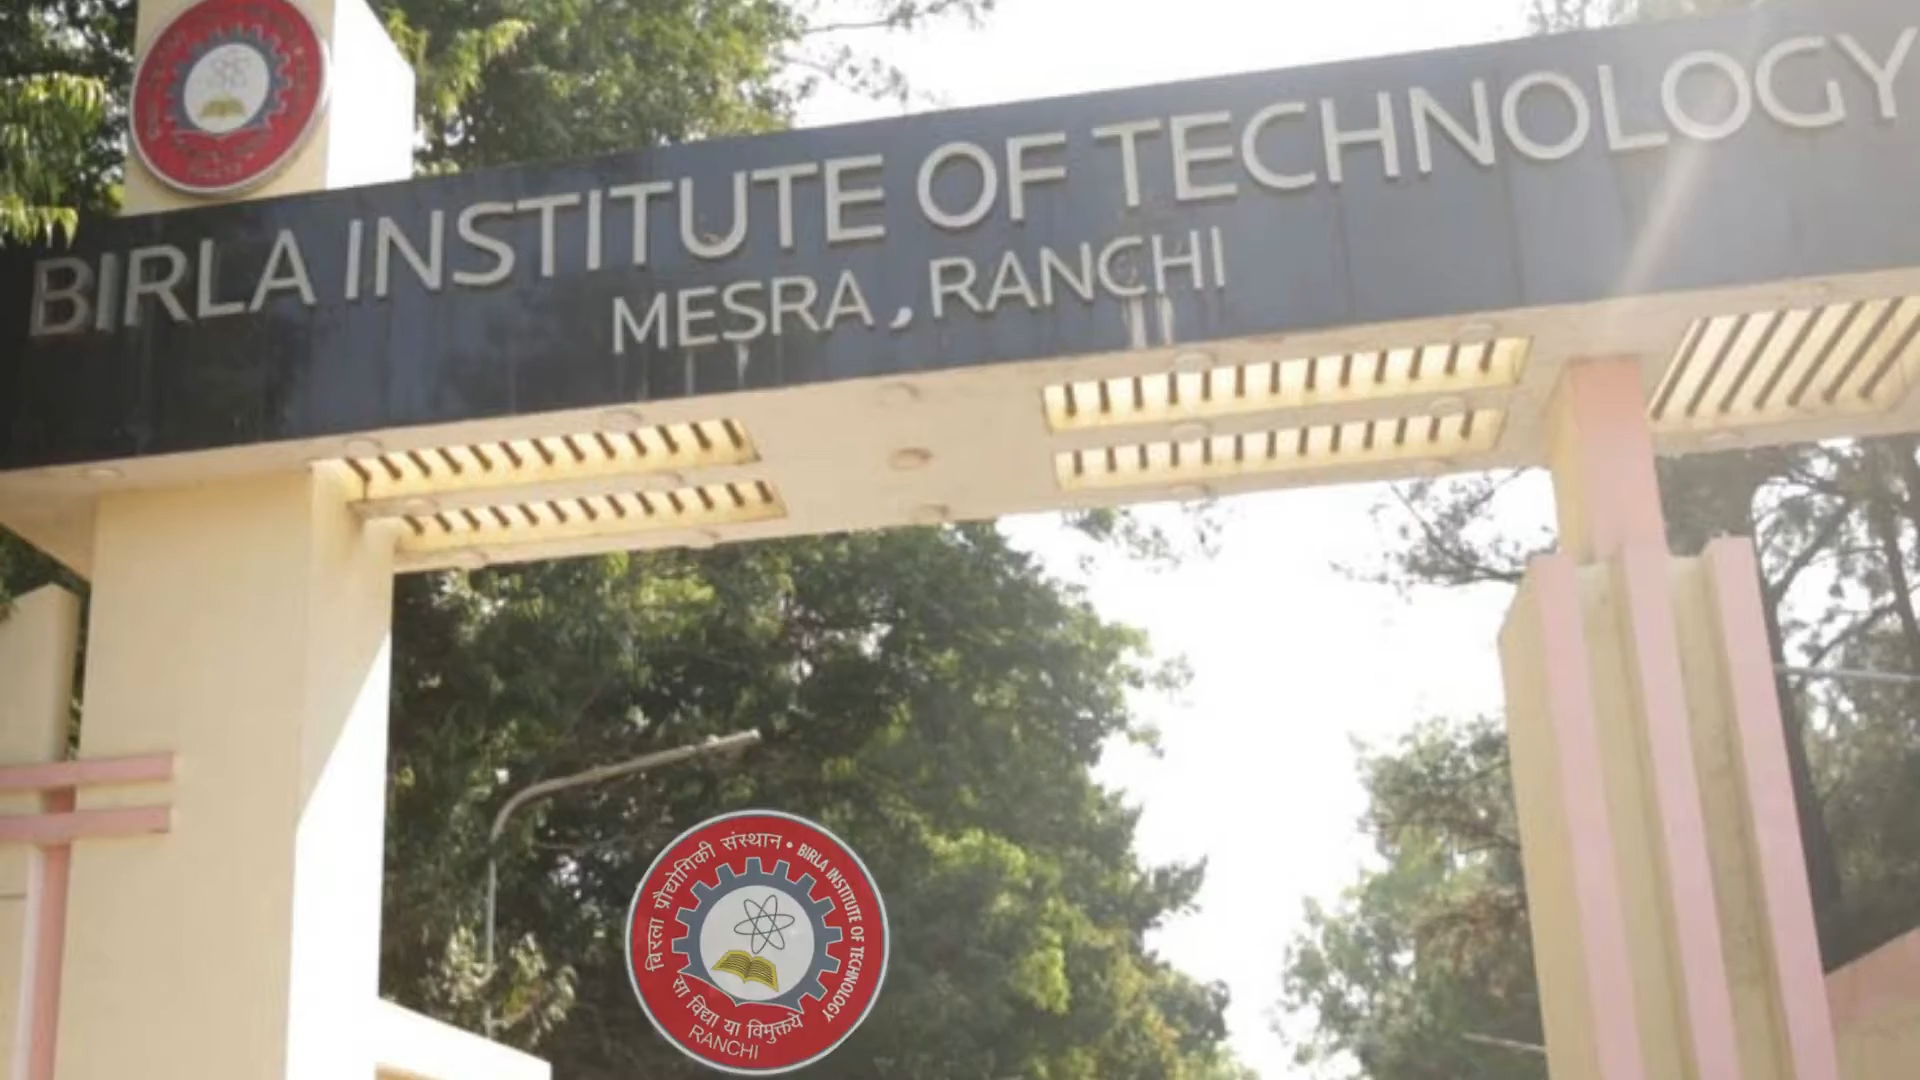 BIRLA INSTITUTE OF TECHNOLOGY
MESRA, RANCHI
बिरला प्रौद्योगिकी संस्थान • BIRLA INSTITUTE OF TECHNOLOGY
सा विद्या या विमुक्तये
RANCHI